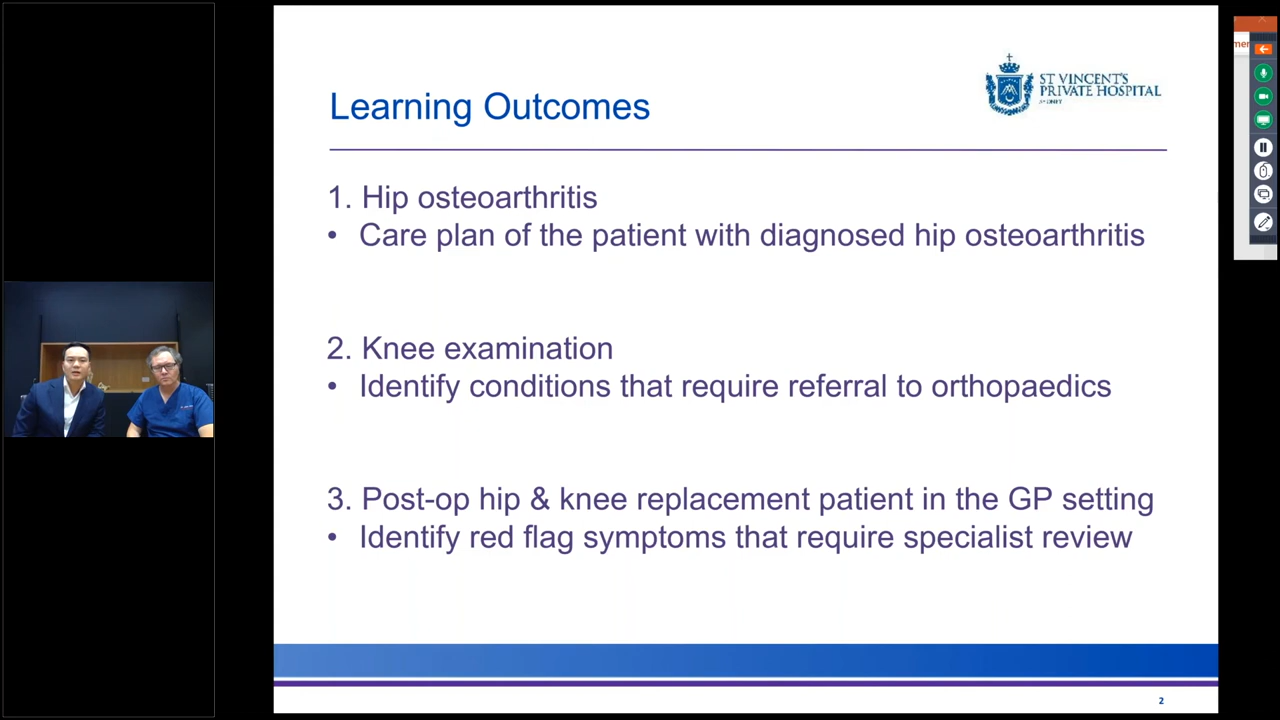 Learning Outcomes
ST VINCENT'S
PRIVATE HOSPITAL
SYDNEY
1. Hip osteoarthritis
• Care plan of the patient with diagnosed hip osteoarthritis
2. Knee examination
• Identify conditions that require referral to orthopaedics
3. Post-op hip & knee replacement patient in the GP setting
• Identify red flag symptoms that require specialist review
2